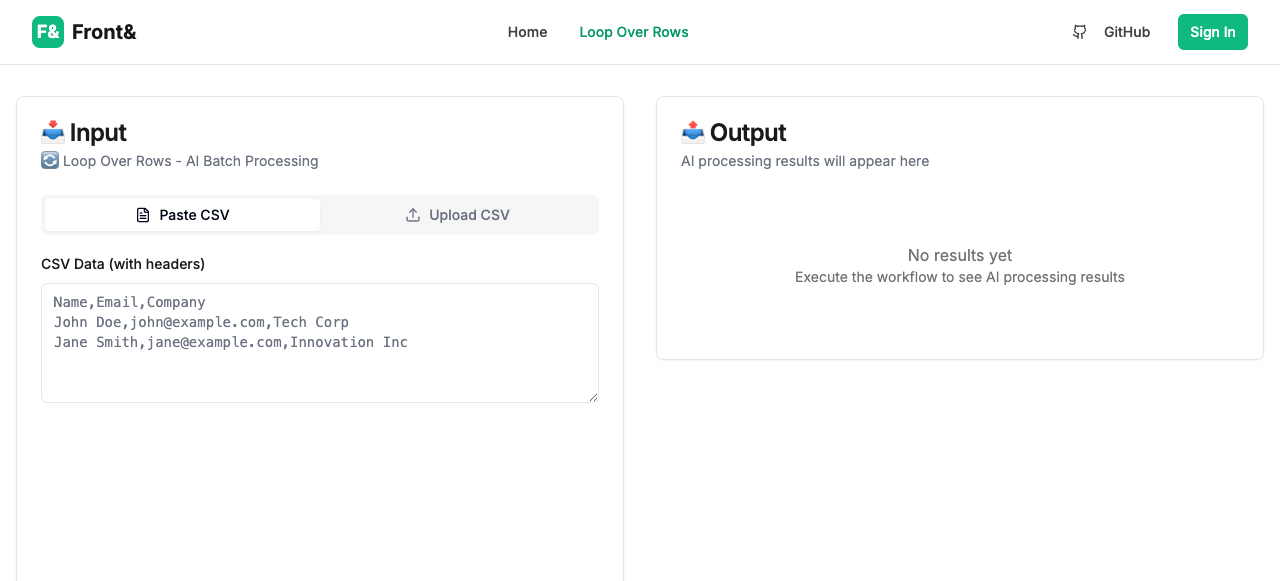 F& Front&
Home
Loop Over Rows
GitHub
Sign In
Input
Loop Over Rows - AI Batch Processing
Paste CSV
Upload CSV
CSV Data (with headers)
Name,Email,Company
John Doe,john@example.com,Tech Corp
Jane Smith,jane@example.com,Innovation Inc
Output
AI processing results will appear here
No results yet
Execute the workflow to see AI processing results